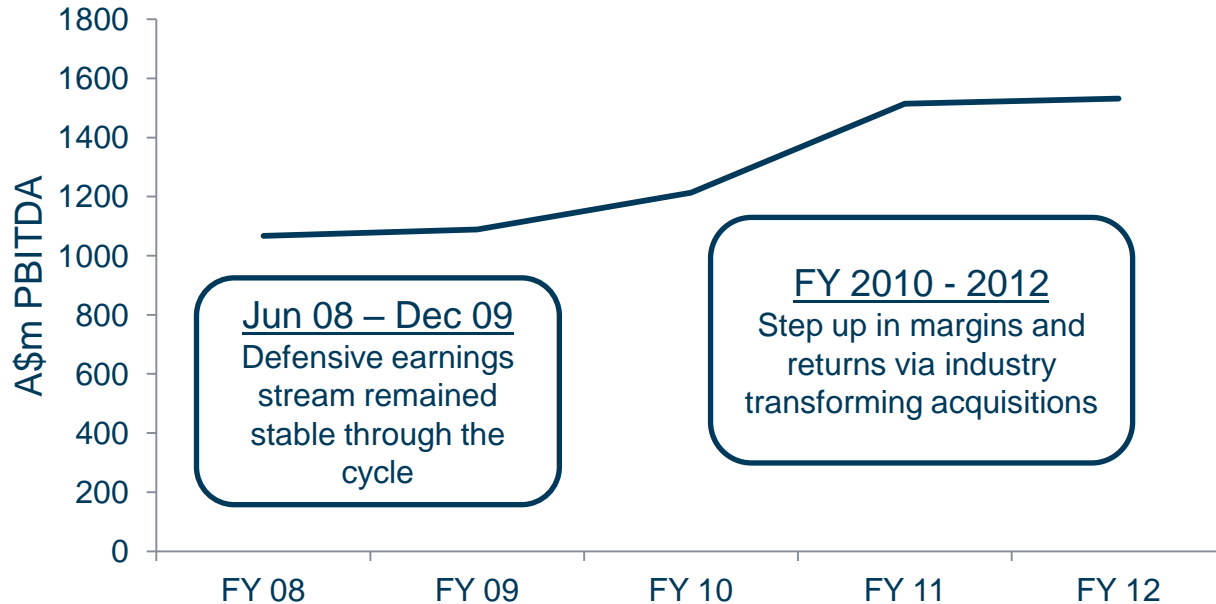 1800
1600
1400
1200
1000
800
600
400
200
0
A$m PBITDA
Jun 08 – Dec 09
Defensive earnings
stream remained
stable through the
cycle
FY 2010 - 2012
Step up in margins and
returns via industry
transforming acquisitions
FY 08
FY 09
FY 10
FY 11
FY 12